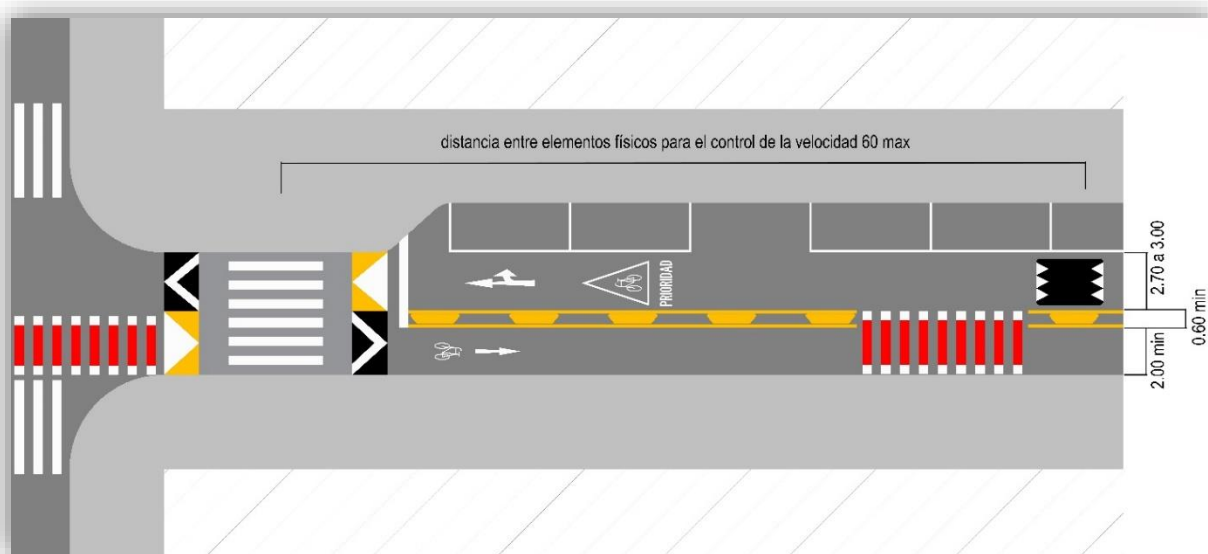 distancia entre elementos físicos para el control de la velocidad 60 max
PRIORIDAD
2.70 a 3.00
0.60 min
2.00 min